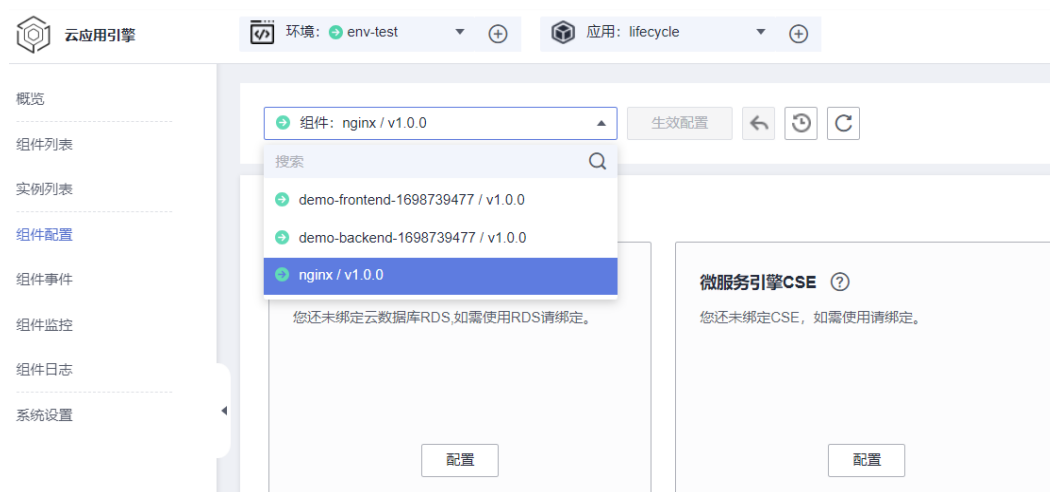 云应用引擎
环境: env-test
应用: lifecycle
概览
组件列表
实例列表
组件配置
组件事件
组件监控
组件日志
系统设置
组件: nginx / v1.0.0
生效配置
搜索
demo-frontend-1698739477 / v1.0.0
demo-backend-1698739477 / v1.0.0
nginx / v1.0.0
您还未绑定云数据库RDS,如需使用RDS请绑定。
配置
微服务引擎CSE
您还未绑定CSE，如需使用请绑定。
配置